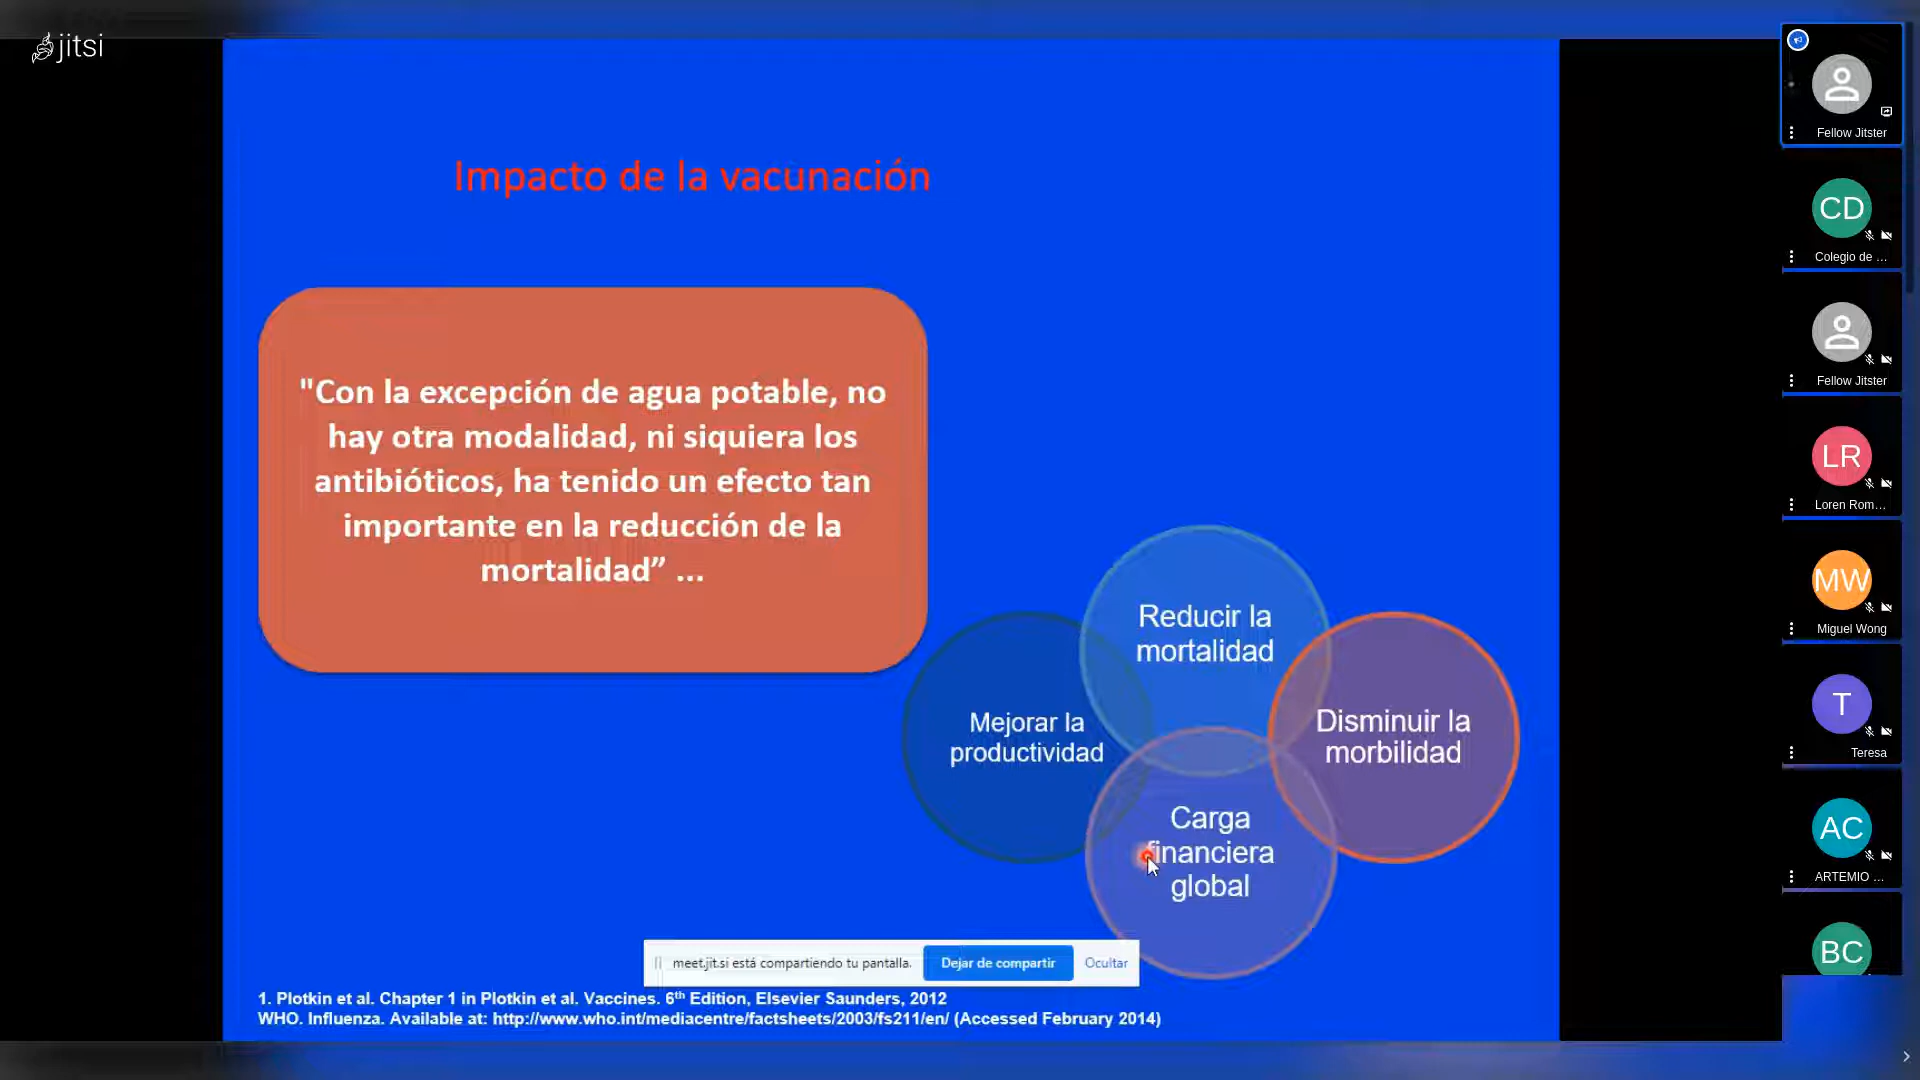 jitsi
Impacto de la vacunación
"Con la excepción de agua potable, no
hay otra modalidad, ni siquiera los
antibióticos, ha tenido un efecto tan
importante en la reducción de la
mortalidad” ...
Reducir la
mortalidad
Mejorar la
productividad
Disminuir la
morbilidad
Carga
financiera
global
meet.jit.si está compartiendo tu pantalla.
Dejar de compartir
Ocultar
1. Plotkin et al. Chapter 1 in Plotkin et al. Vaccines. 6th Edition, Elsevier Saunders, 2012
WHO. Influenza. Available at: http://www.who.int/mediacentre/factsheets/2003/fs211/en/ (Accessed February 2014)
Fellow Jitster
CD
Colegio de ...
Fellow Jitster
LR
Loren Rom...
MW
Miguel Wong
T
Teresa
AC
ARTEMIO ...
BC